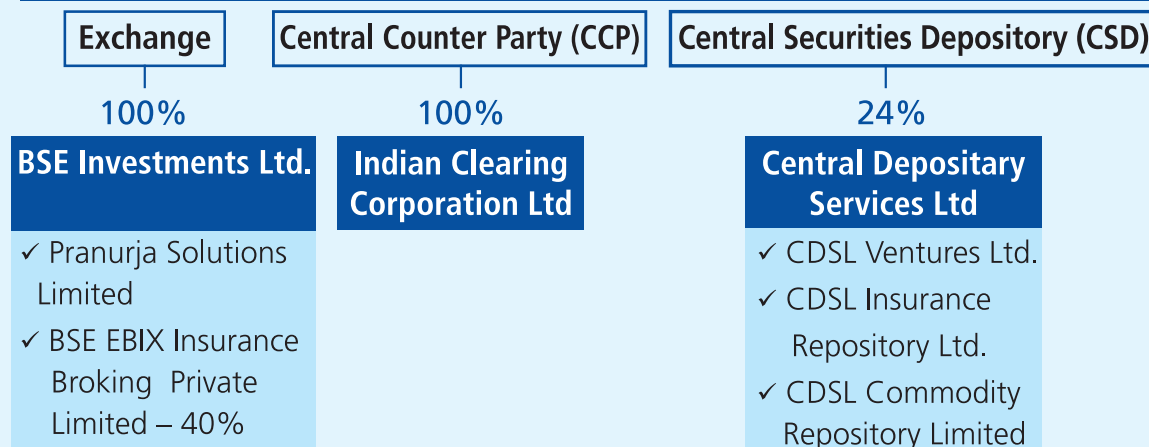 Exchange
100%
BSE Investments Ltd.
✓ Pranurja Solutions
Limited
✓ BSE EBIX Insurance
Broking Private
Limited – 40%
Central Counter Party (CCP)
100%
Indian Clearing
Corporation Ltd
Central Securities Depository (CSD)
24%
Central Depositary
Services Ltd
✓ CDSL Ventures Ltd.
✓ CDSL Insurance
Repository Ltd.
✓ CDSL Commodity
Repository Limited